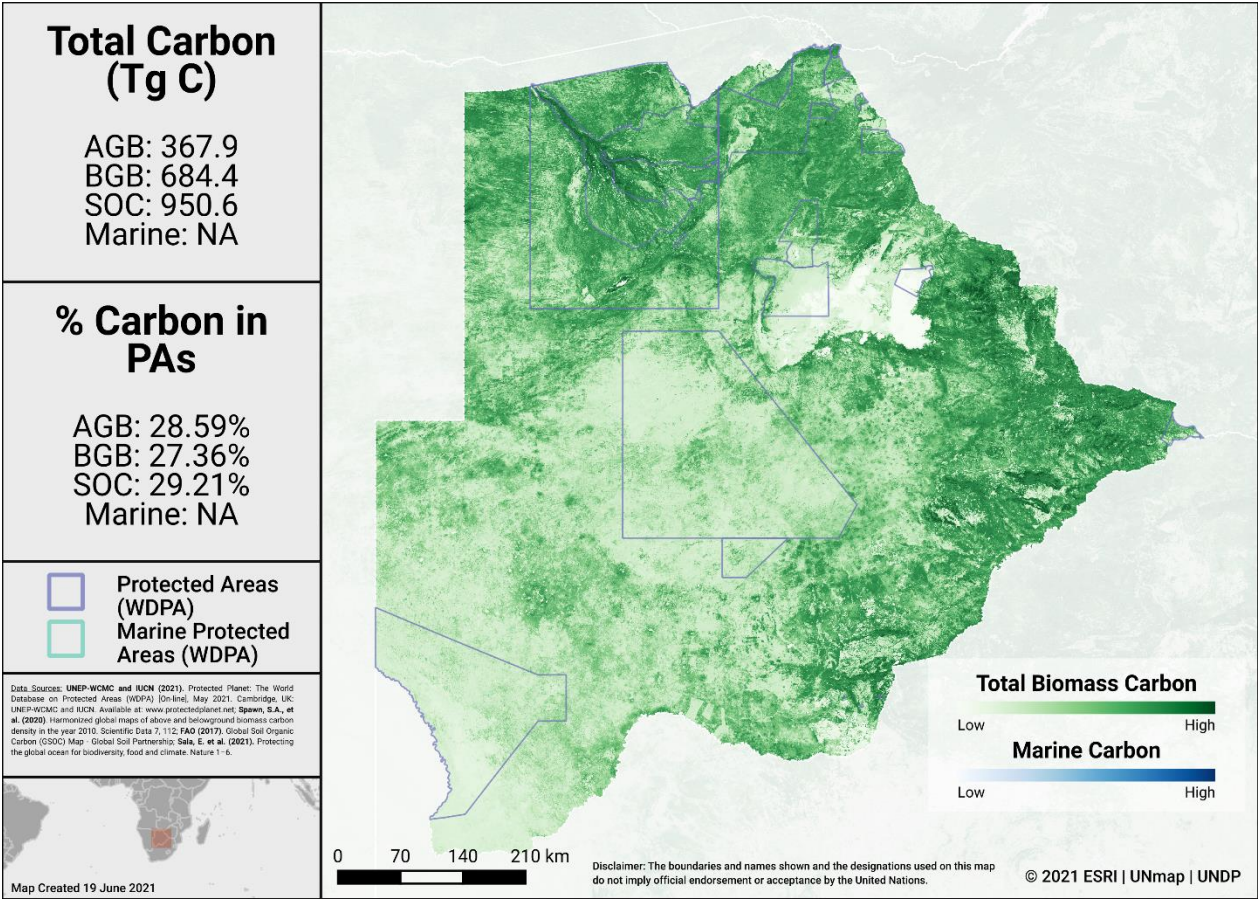 Total Carbon
(Tg C)
AGB: 367.9
BGB: 684.4
SOC: 950.6
Marine: NA
% Carbon in
PAs
AGB: 28.59%
BGB: 27.36%
SOC: 29.21%
Marine: NA
Protected Areas
(WDPA)
Marine Protected
Areas (WDPA)
Data Sources: UNEP-WCMC and IUCN (2021). Protected Planet: The World
Database on Protected Areas (WDPA) [On-line], May 2021. Cambridge, UK:
UNEP-WCMC and IUCN. Available at: www.protectedplanet.net; Spawn, S.A., et
al. (2020). Harmonized global maps of above and belowground biomass carbon
density in the year 2010. Scientific Data 7, 112; FAO (2017). Global Soil Organic
Carbon (GSOC) Map - Global Soil Partnership; Sala, E. et al. (2021). Protecting
the global ocean for biodiversity, food and climate. Nature 1–6.
Map Created 19 June 2021
Total Biomass Carbon
Low High
Marine Carbon
Low High
0 70 140 210 km
Disclaimer: The boundaries and names shown and the designations used on this map
do not imply official endorsement or acceptance by the United Nations.
© 2021 ESRI | UNmap | UNDP